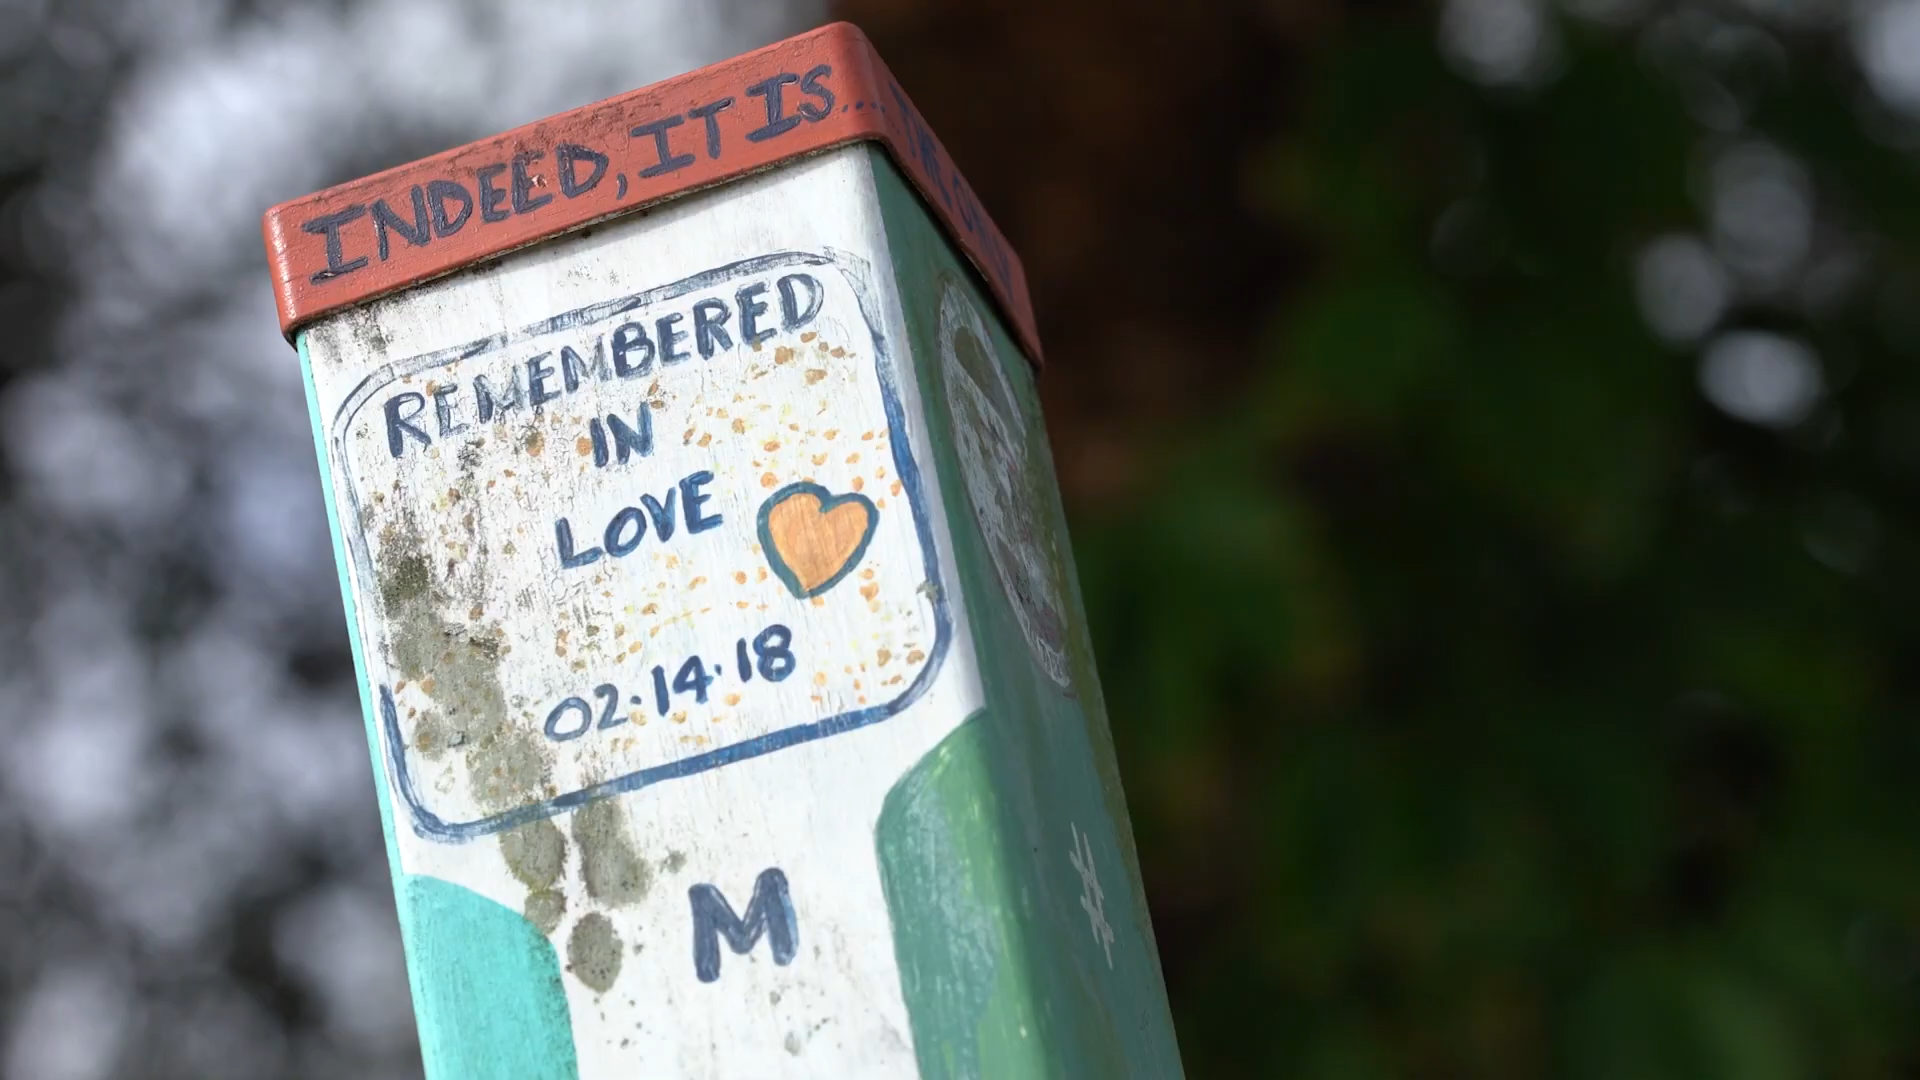 INDEED, IT IS....
REMEMBERED
IN
LOVE
02.14.18
M
#